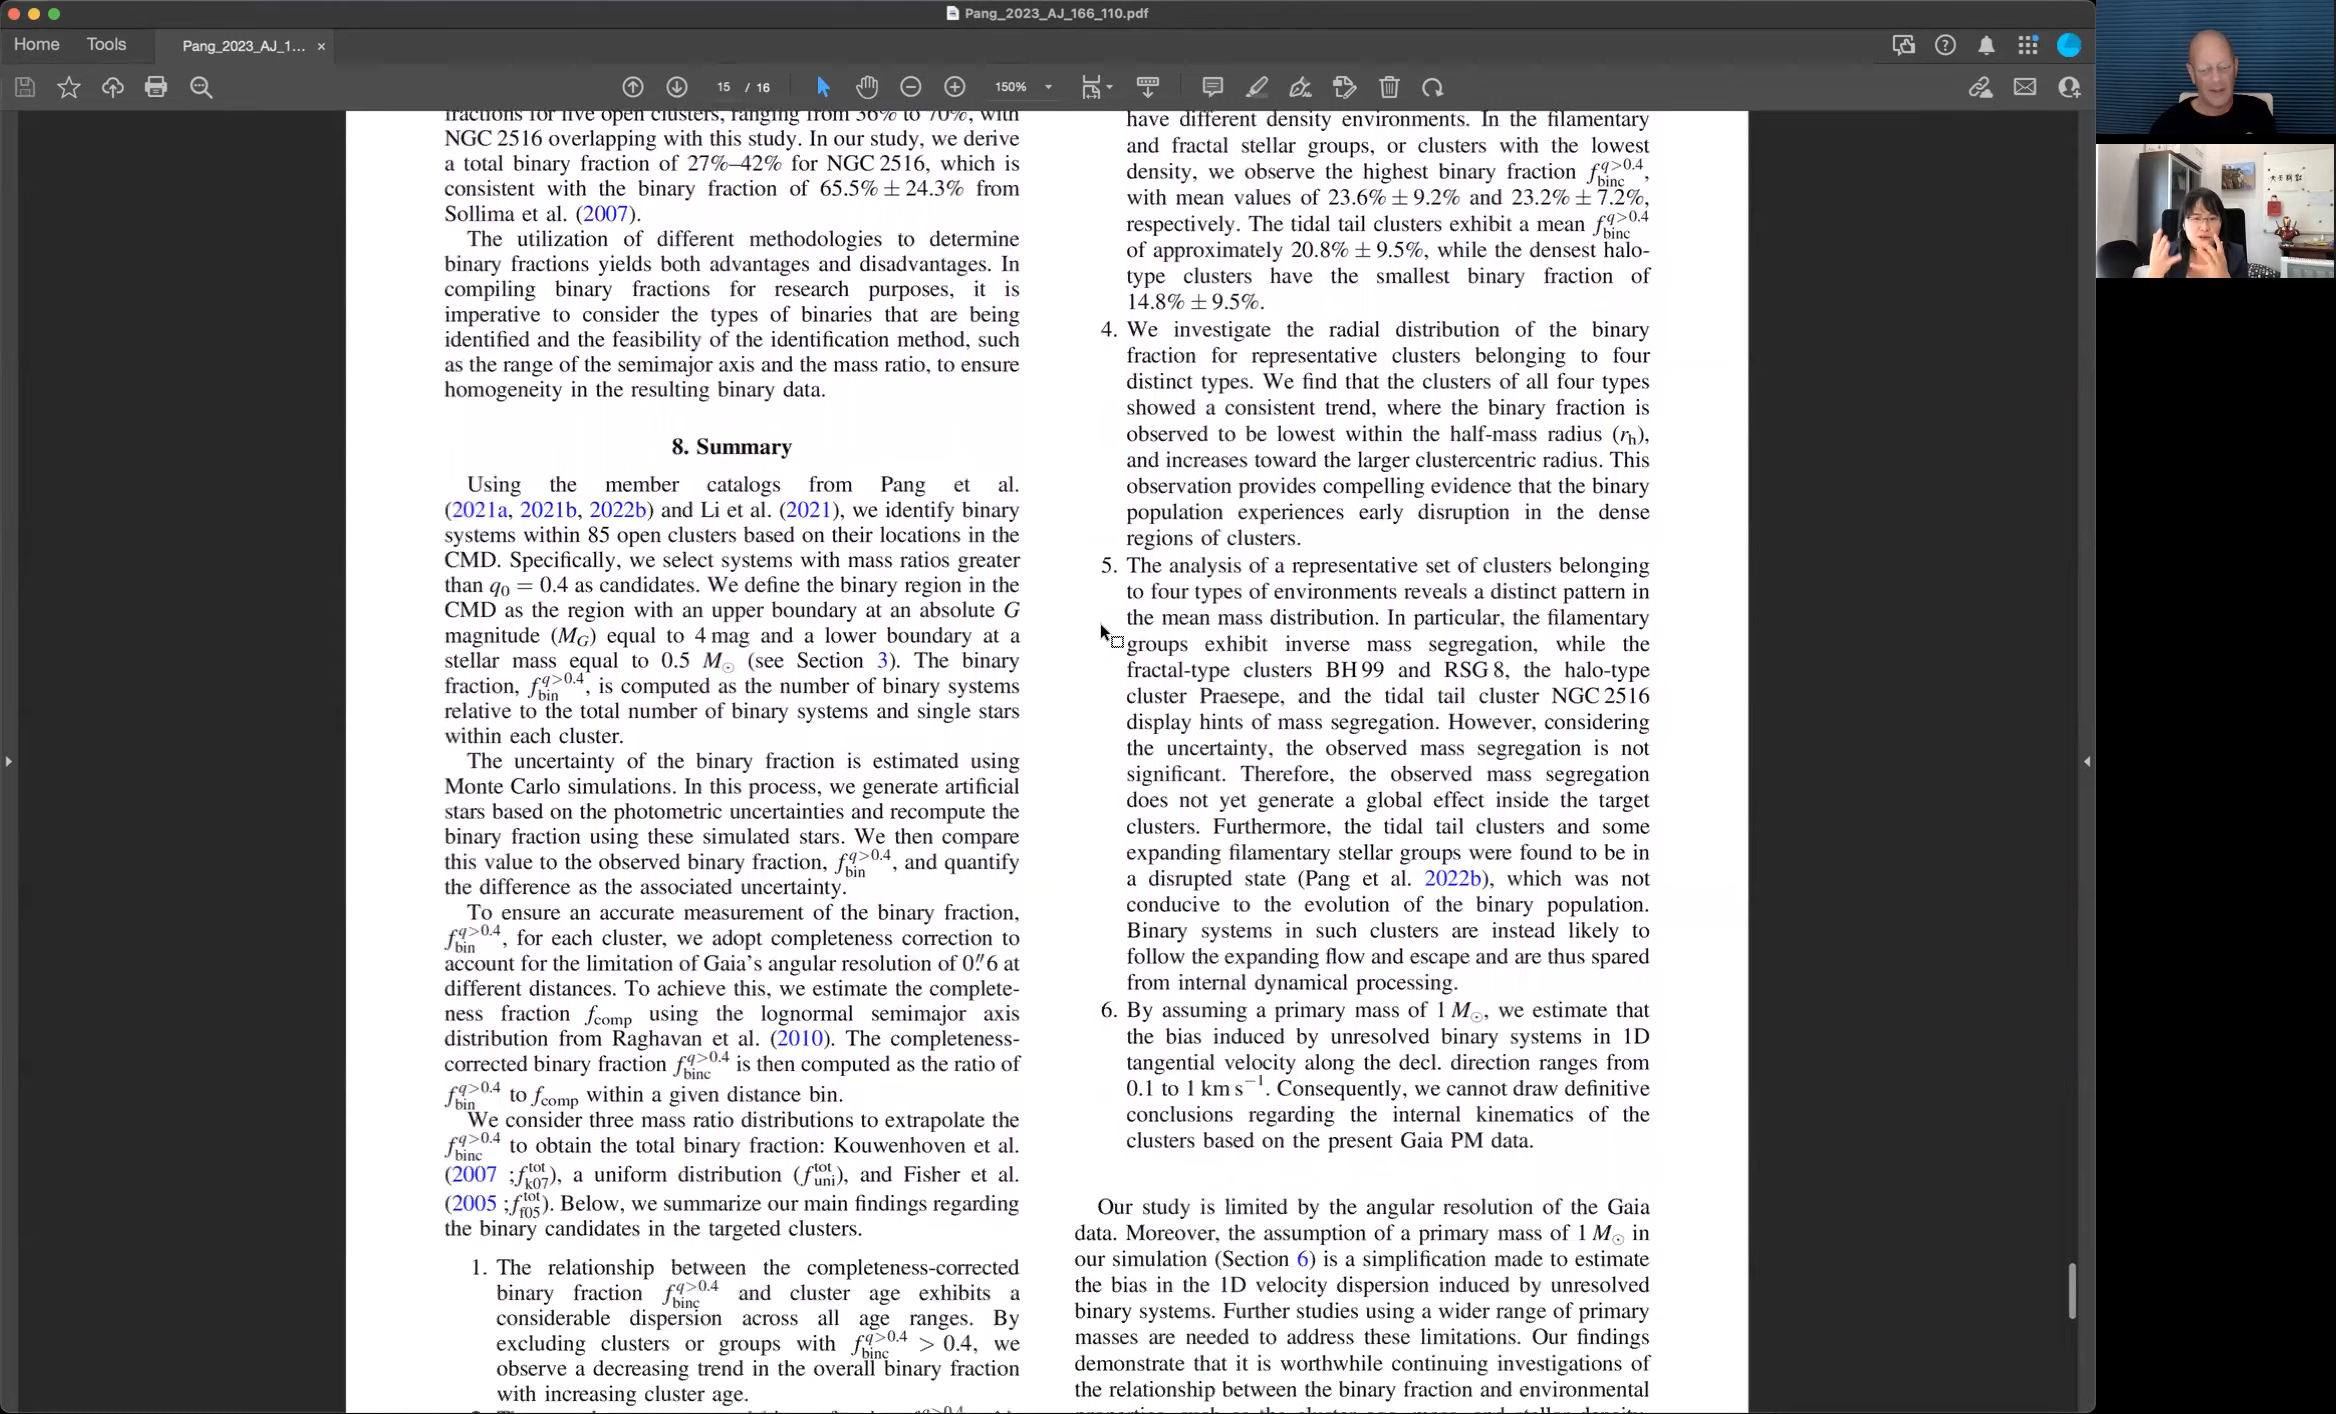 Pang_2023_AJ_166_110.pdf
Home
Tools
Pang_2023_AJ_1...
×
15 / 16
150%
fractions for five open clusters, ranging from 36% to 70%, with
NGC 2516 overlapping with this study. In our study, we derive
a total binary fraction of 27%–42% for NGC 2516, which is
consistent with the binary fraction of 65.5% ± 24.3% from
Sollima et al. (2007).
The utilization of different methodologies to determine
binary fractions yields both advantages and disadvantages. In
compiling binary fractions for research purposes, it is
imperative to consider the types of binaries that are being
identified and the feasibility of the identification method, such
as the range of the semimajor axis and the mass ratio, to ensure
homogeneity in the resulting binary data.
8. Summary
Using the member catalogs from Pang et al.
(2021a, 2021b, 2022b) and Li et al. (2021), we identify binary
systems within 85 open clusters based on their locations in the
CMD. Specifically, we select systems with mass ratios greater
than q₀ = 0.4 as candidates. We define the binary region in the
CMD as the region with an upper boundary at an absolute G
magnitude (M_G) equal to 4 mag and a lower boundary at a
stellar mass equal to 0.5 M☉ (see Section 3). The binary
fraction, f_bin^q>0.4, is computed as the number of binary systems
relative to the total number of binary systems and single stars
within each cluster.
The uncertainty of the binary fraction is estimated using
Monte Carlo simulations. In this process, we generate artificial
stars based on the photometric uncertainties and recompute the
binary fraction using these simulated stars. We then compare
this value to the observed binary fraction, f_bin^q>0.4, and quantify
the difference as the associated uncertainty.
To ensure an accurate measurement of the binary fraction,
f_bin^q>0.4, for each cluster, we adopt completeness correction to
account for the limitation of Gaia's angular resolution of 0.″6 at
different distances. To achieve this, we estimate the complete-
ness fraction f_comp using the lognormal semimajor axis
distribution from Raghavan et al. (2010). The completeness-
corrected binary fraction f_binc^q>0.4 is then computed as the ratio of
f_bin^q>0.4 to f_comp within a given distance bin.
We consider three mass ratio distributions to extrapolate the
f_binc^q>0.4 to obtain the total binary fraction: Kouwenhoven et al.
(2007 ;f_k07^tot), a uniform distribution (f_uni^tot), and Fisher et al.
(2005 ;f_f05^tot). Below, we summarize our main findings regarding
the binary candidates in the targeted clusters.
1. The relationship between the completeness-corrected
binary fraction f_binc^q>0.4 and cluster age exhibits a
considerable dispersion across all age ranges. By
excluding clusters or groups with f_binc^q>0.4 > 0.4, we
observe a decreasing trend in the overall binary fraction
with increasing cluster age.
have different density environments. In the filamentary
and fractal stellar groups, or clusters with the lowest
density, we observe the highest binary fraction f_binc^q>0.4,
with mean values of 23.6% ± 9.2% and 23.2% ± 7.2%,
respectively. The tidal tail clusters exhibit a mean f_binc^q>0.4
of approximately 20.8% ± 9.5%, while the densest halo-
type clusters have the smallest binary fraction of
14.8% ± 9.5%.
4. We investigate the radial distribution of the binary
fraction for representative clusters belonging to four
distinct types. We find that the clusters of all four types
showed a consistent trend, where the binary fraction is
observed to be lowest within the half-mass radius (r_h),
and increases toward the larger clustercentric radius. This
observation provides compelling evidence that the binary
population experiences early disruption in the dense
regions of clusters.
5. The analysis of a representative set of clusters belonging
to four types of environments reveals a distinct pattern in
the mean mass distribution. In particular, the filamentary
groups exhibit inverse mass segregation, while the
fractal-type clusters BH 99 and RSG 8, the halo-type
cluster Praesepe, and the tidal tail cluster NGC 2516
display hints of mass segregation. However, considering
the uncertainty, the observed mass segregation is not
significant. Therefore, the observed mass segregation
does not yet generate a global effect inside the target
clusters. Furthermore, the tidal tail clusters and some
expanding filamentary stellar groups were found to be in
a disrupted state (Pang et al. 2022b), which was not
conducive to the evolution of the binary population.
Binary systems in such clusters are instead likely to
follow the expanding flow and escape and are thus spared
from internal dynamical processing.
6. By assuming a primary mass of 1 M☉, we estimate that
the bias induced by unresolved binary systems in 1D
tangential velocity along the decl. direction ranges from
0.1 to 1 km s⁻¹. Consequently, we cannot draw definitive
conclusions regarding the internal kinematics of the
clusters based on the present Gaia PM data.
Our study is limited by the angular resolution of the Gaia
data. Moreover, the assumption of a primary mass of 1 M☉ in
our simulation (Section 6) is a simplification made to estimate
the bias in the 1D velocity dispersion induced by unresolved
binary systems. Further studies using a wider range of primary
masses are needed to address these limitations. Our findings
demonstrate that it is worthwhile continuing investigations of
the relationship between the binary fraction and environmental